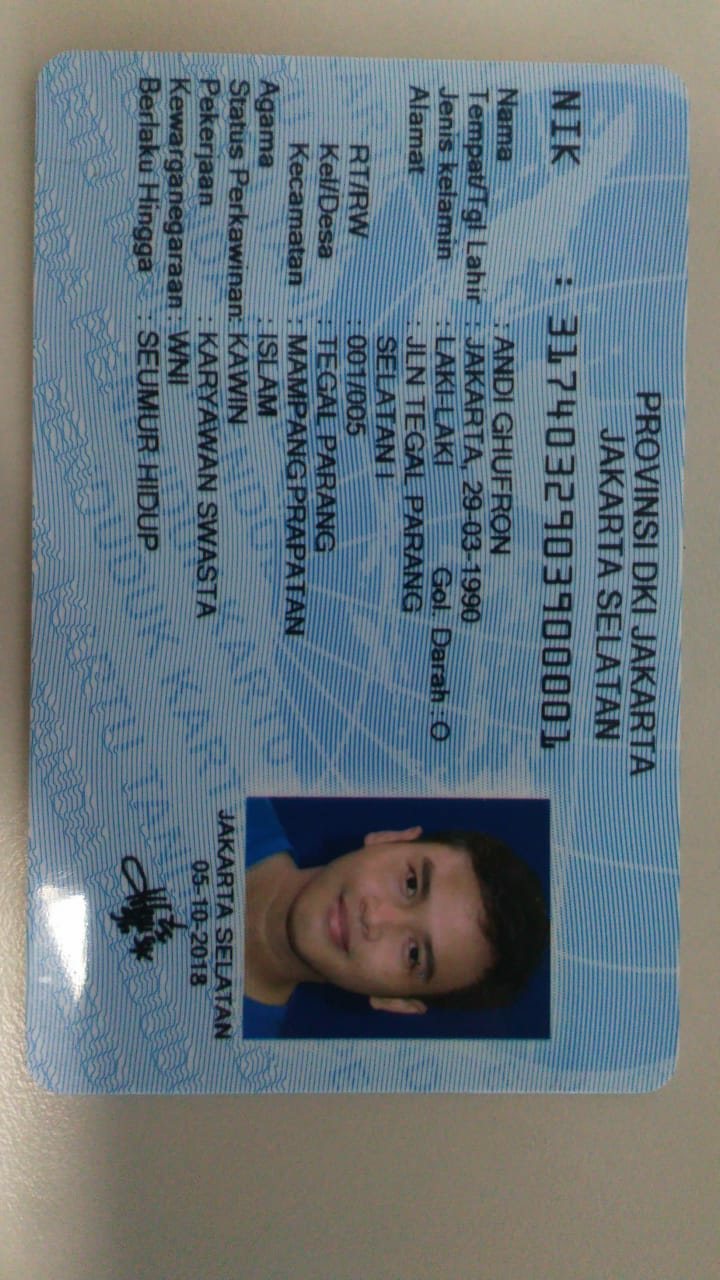 PROVINSI DKI JAKARTA
JAKARTA SELATAN
NIK : 3174032903900001
Nama : ANDI GHUFRON
Tempat/Tgl Lahir : JAKARTA, 29-03-1990
Jenis kelamin : LAKI-LAKI Gol. Darah : O
Alamat : JLN TEGAL PARANG
SELATAN I
RT/RW : 001/005
Kel/Desa : TEGAL PARANG
Kecamatan : MAMPANG PRAPATAN
Agama : ISLAM
Status Perkawinan: KAWIN
Pekerjaan : KARYAWAN SWASTA
Kewarganegaraan : WNI
Berlaku Hingga : SEUMUR HIDUP
JAKARTA SELATAN
05-10-2018